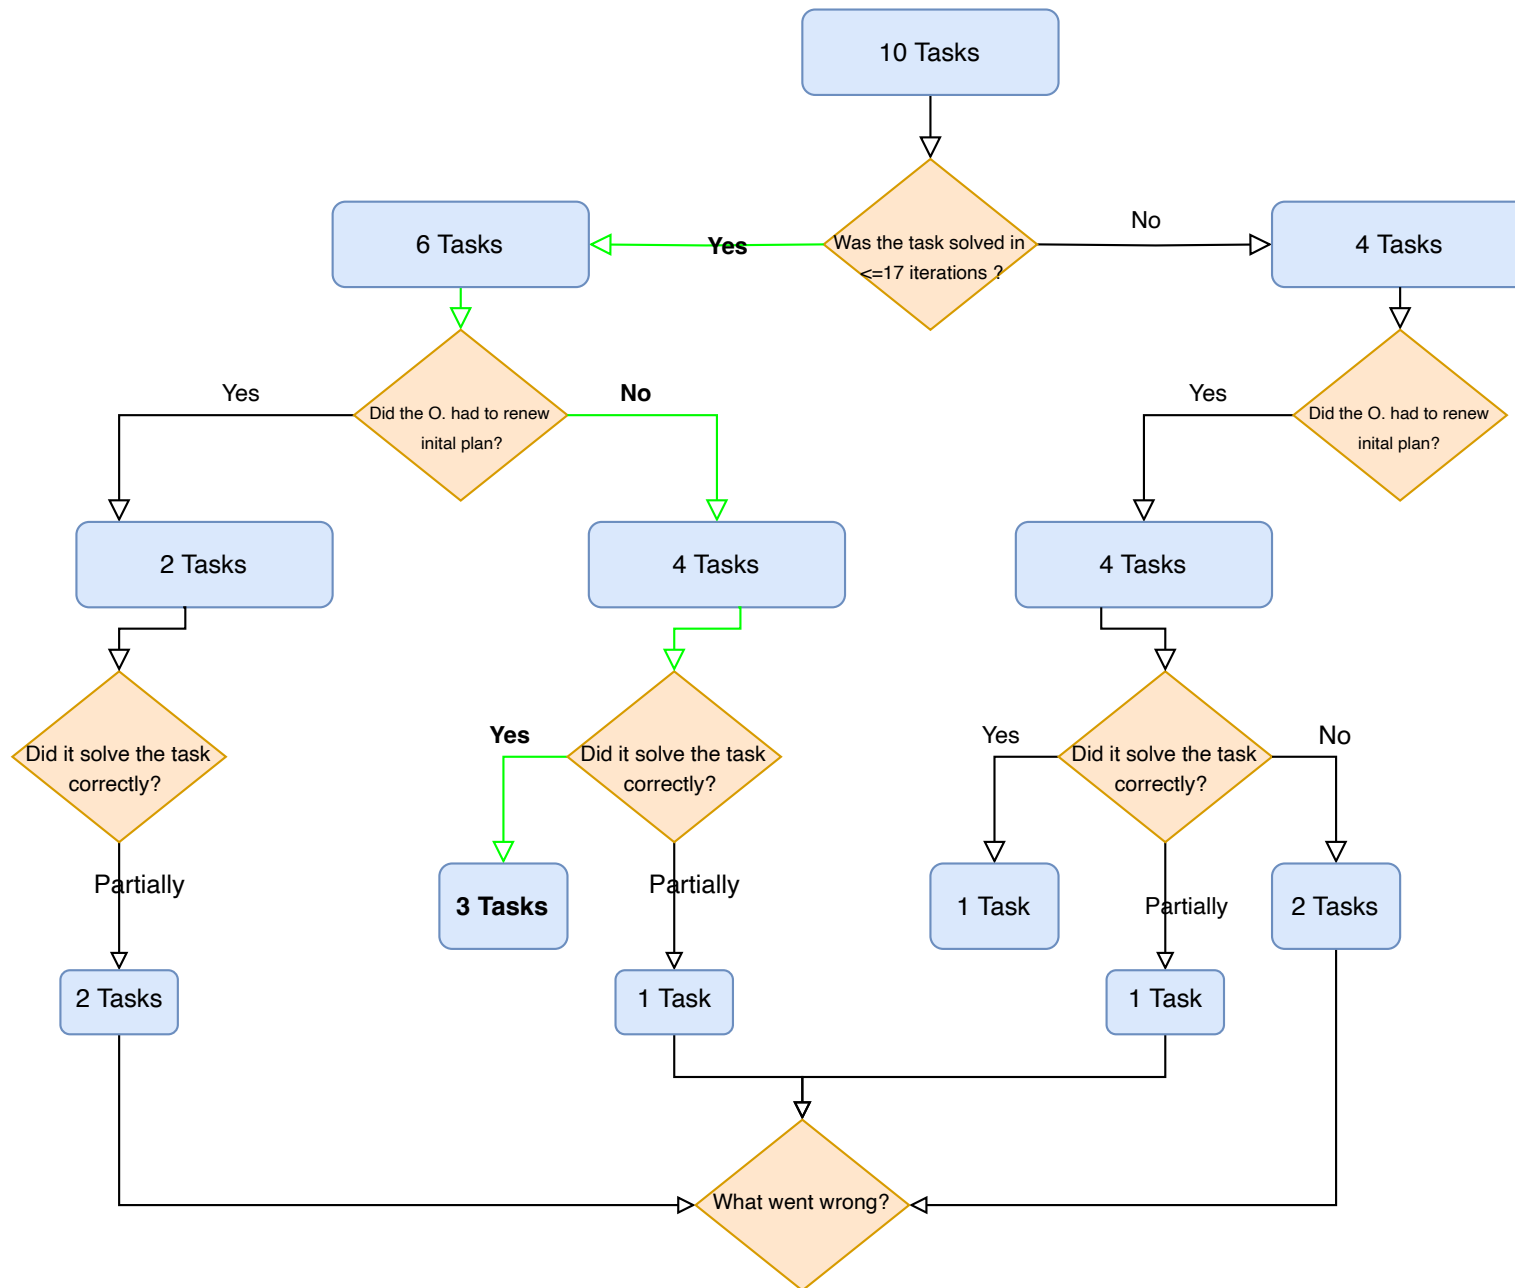 10 Tasks
6 Tasks
Yes
Was the task solved in
<=17 iterations ?
No
4 Tasks
Yes
Did the O. had to renew
inital plan?
No
Yes
Did the O. had to renew
inital plan?
2 Tasks
4 Tasks
4 Tasks
Did it solve the task
correctly?
Yes
Did it solve the task
correctly?
Yes
Did it solve the task
correctly?
No
Partially
3 Tasks
Partially
1 Task
Partially
2 Tasks
2 Tasks
1 Task
1 Task
What went wrong?